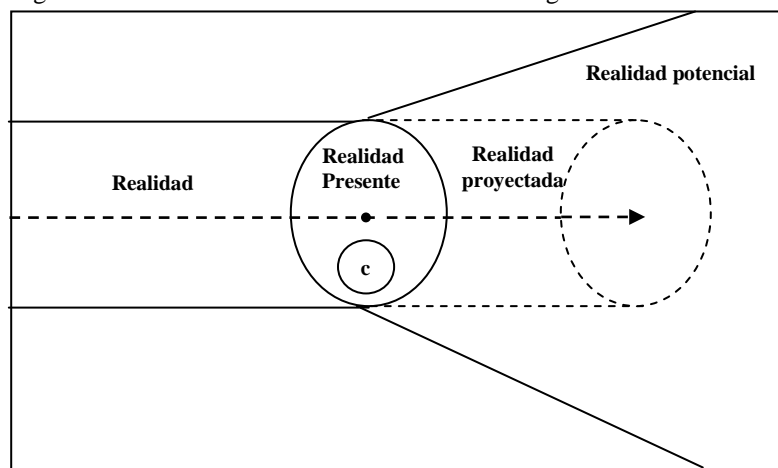 Realidad potencial
Realidad
Presente
Realidad
proyectada
Realidad
c